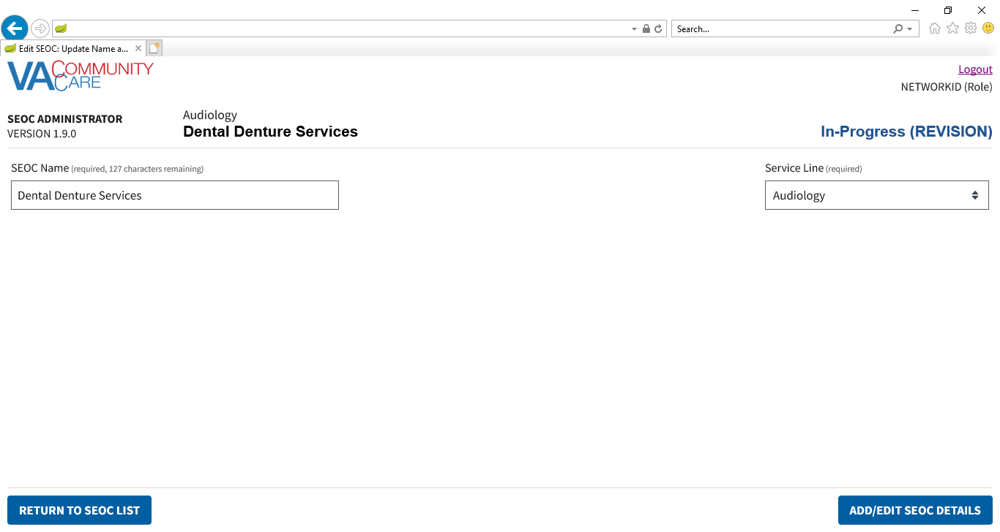 Search...
Edit SEOC: Update Name a...
VA COMMUNITY CARE
Logout
NETWORKID (Role)
SEOC ADMINISTRATOR
VERSION 1.9.0
Audiology
Dental Denture Services
In-Progress (REVISION)
SEOC Name (required, 127 characters remaining)
Service Line (required)
Dental Denture Services
Audiology
RETURN TO SEOC LIST
ADD/EDIT SEOC DETAILS